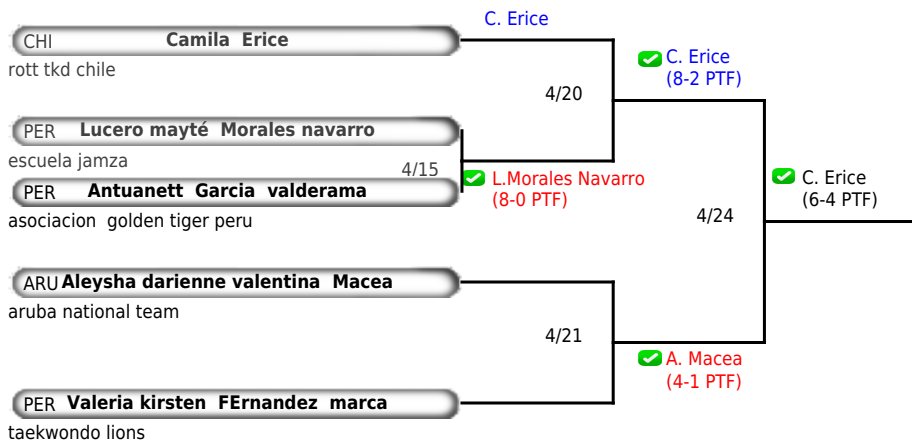 C. Erice
CHI Camila Erice
rott tkd chile
C. Erice
(8-2 PTF)
4/20
PER Lucero mayté Morales navarro
escuela jamza
4/15
PER Antuanett Garcia valderama
asociacion golden tiger peru
L.Morales Navarro
(8-0 PTF)
C. Erice
(6-4 PTF)
4/24
ARU Aleysha darienne valentina Macea
aruba national team
4/21
A. Macea
(4-1 PTF)
PER Valeria kirsten FErnandez marca
taekwondo lions